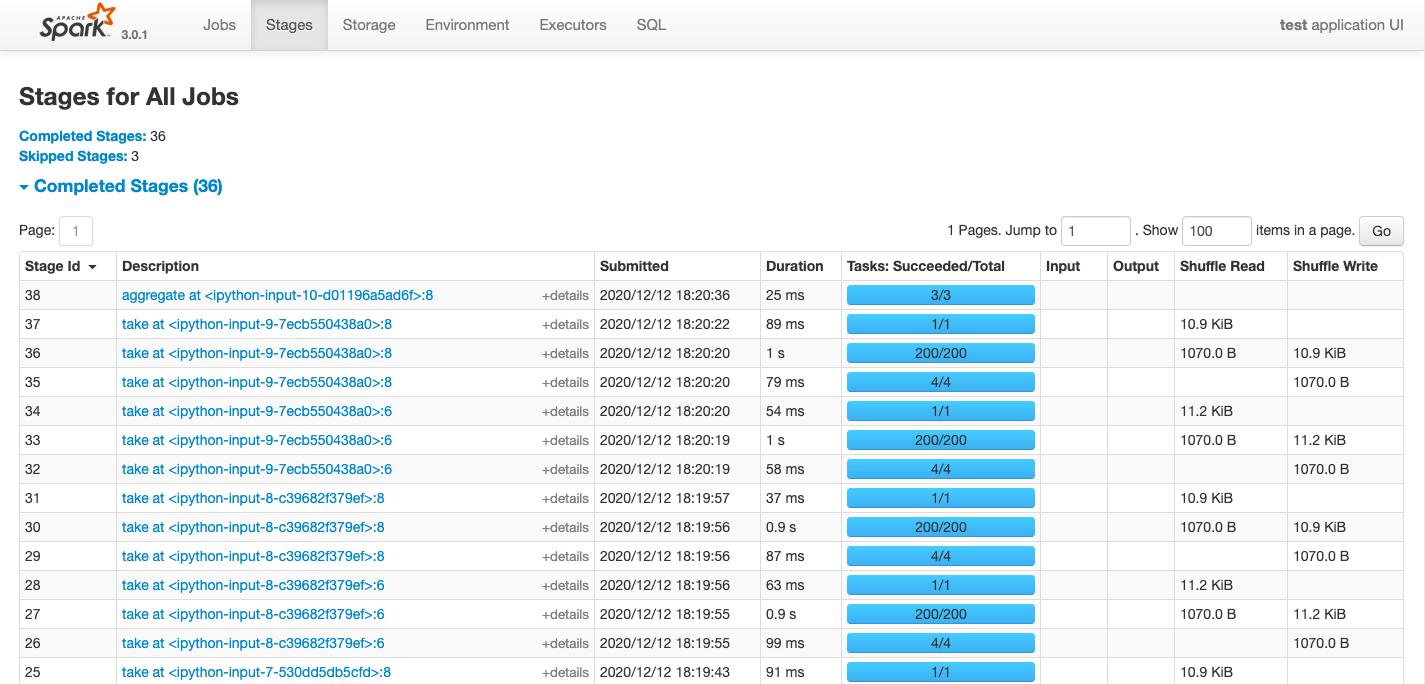 APACHE
Spark 3.0.1 Jobs Stages Storage Environment Executors SQL test application UI
Stages for All Jobs
Completed Stages: 36
Skipped Stages: 3
Completed Stages (36)
Page: 1 1 Pages. Jump to 1 . Show 100 items in a page. Go
Stage Id Description Submitted Duration Tasks: Succeeded/Total Input Output Shuffle Read Shuffle Write
38 aggregate at <ipython-input-10-d01196a5ad6f>:8 +details 2020/12/12 18:20:36 25 ms 3/3
37 take at <ipython-input-9-7ecb550438a0>:8 +details 2020/12/12 18:20:22 89 ms 1/1 10.9 KiB
36 take at <ipython-input-9-7ecb550438a0>:8 +details 2020/12/12 18:20:20 1 s 200/200 1070.0 B 10.9 KiB
35 take at <ipython-input-9-7ecb550438a0>:8 +details 2020/12/12 18:20:20 79 ms 4/4 1070.0 B
34 take at <ipython-input-9-7ecb550438a0>:6 +details 2020/12/12 18:20:20 54 ms 1/1 11.2 KiB
33 take at <ipython-input-9-7ecb550438a0>:6 +details 2020/12/12 18:20:19 1 s 200/200 1070.0 B 11.2 KiB
32 take at <ipython-input-9-7ecb550438a0>:6 +details 2020/12/12 18:20:19 58 ms 4/4 1070.0 B
31 take at <ipython-input-8-c39682f379ef>:8 +details 2020/12/12 18:19:57 37 ms 1/1 10.9 KiB
30 take at <ipython-input-8-c39682f379ef>:8 +details 2020/12/12 18:19:56 0.9 s 200/200 1070.0 B 10.9 KiB
29 take at <ipython-input-8-c39682f379ef>:8 +details 2020/12/12 18:19:56 87 ms 4/4 1070.0 B
28 take at <ipython-input-8-c39682f379ef>:6 +details 2020/12/12 18:19:56 63 ms 1/1 11.2 KiB
27 take at <ipython-input-8-c39682f379ef>:6 +details 2020/12/12 18:19:55 0.9 s 200/200 1070.0 B 11.2 KiB
26 take at <ipython-input-8-c39682f379ef>:6 +details 2020/12/12 18:19:55 99 ms 4/4 1070.0 B
25 take at <ipython-input-7-530dd5db5cfd>:8 +details 2020/12/12 18:19:43 91 ms 1/1 10.9 KiB